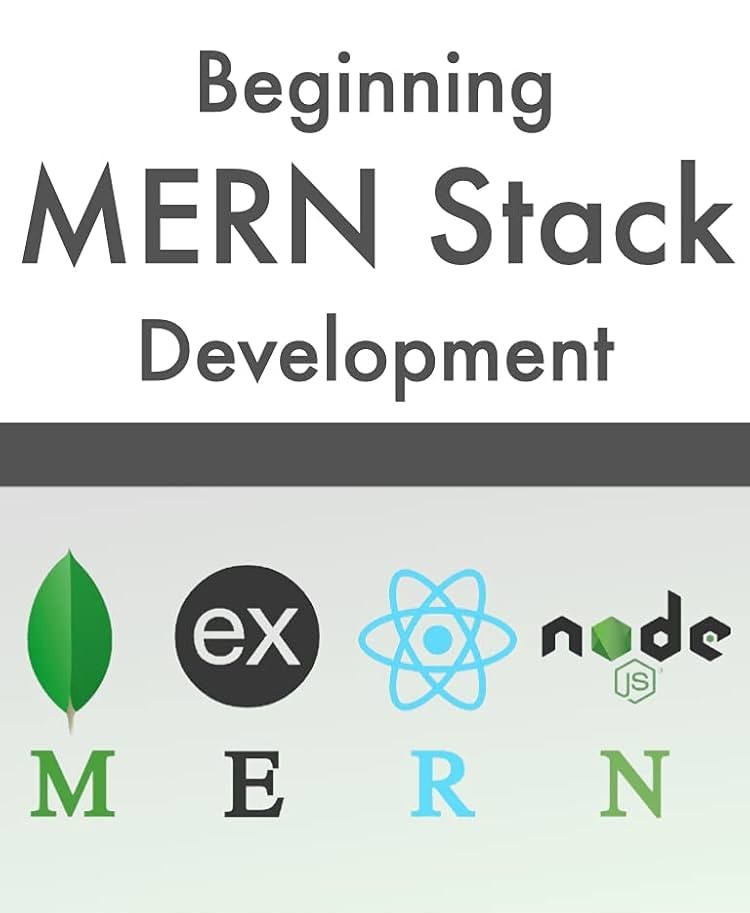 Beginning
MERN Stack
Development
ex
node
JS
M E R N